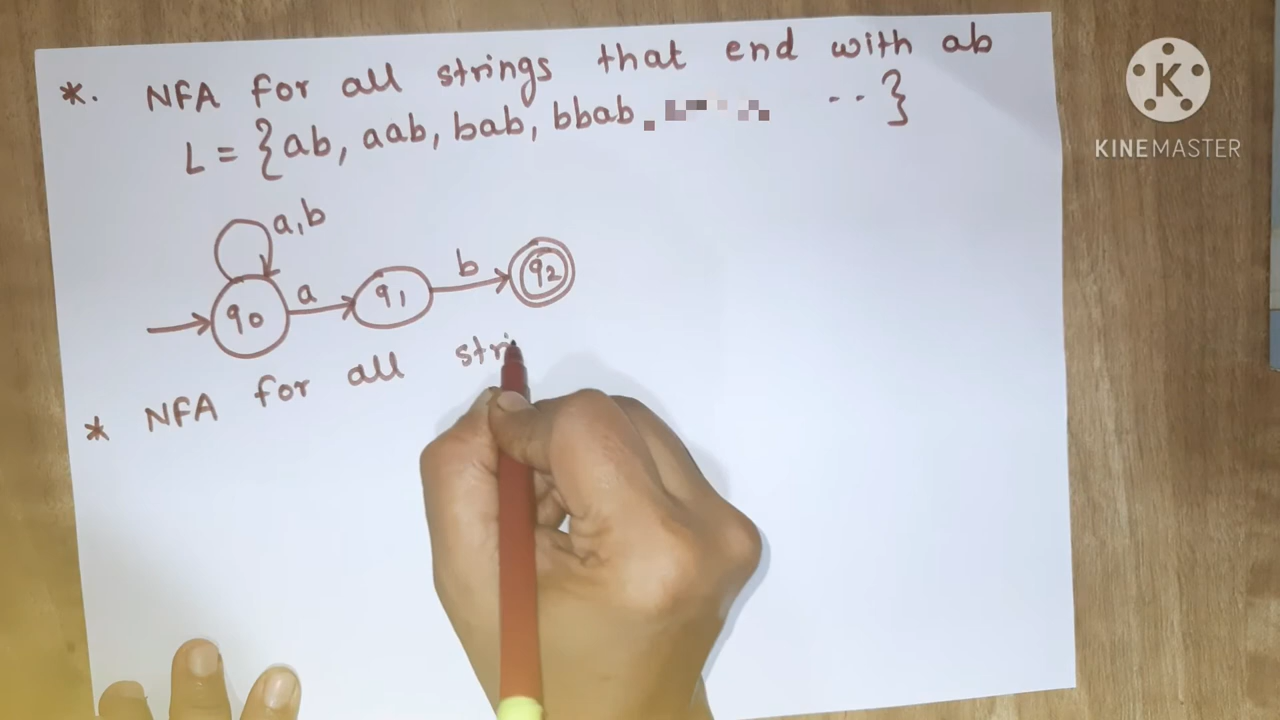 *. NFA for all strings that end with ab
L = {ab, aab, bab, bbab, -- }
a,b
q0 a q1 b q2
* NFA for all stri
K
KINEMASTER